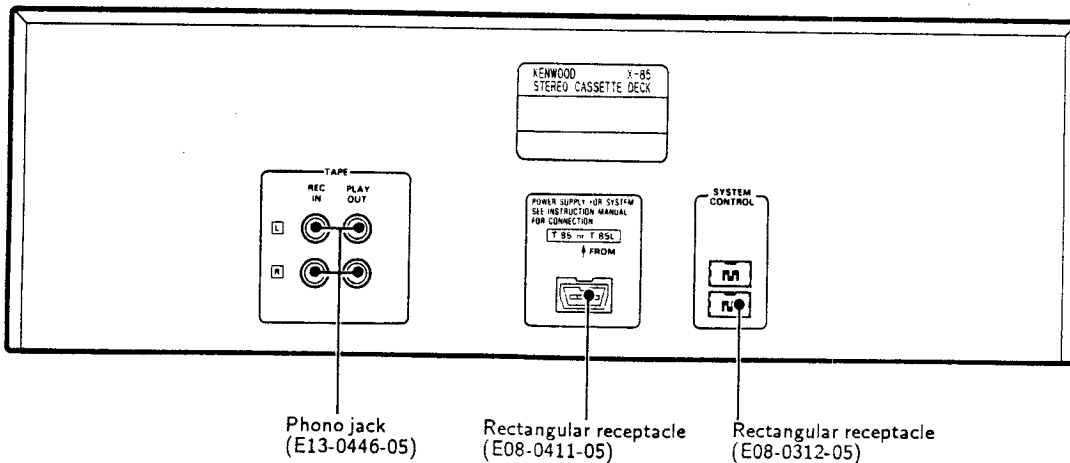 KENWOOD X-85
STEREO CASSETTE DECK
TAPE
REC IN
PLAY OUT
L
R
POWER SUPPLY FOR SYSTEM
SEE INSTRUCTION MANUAL
FOR CONNECTION
T 85 or T 85L
FROM
SYSTEM
CONTROL
Phono jack
(E13-0446-05)
Rectangular receptacle
(E08-0411-05)
Rectangular receptacle
(E08-0312-05)